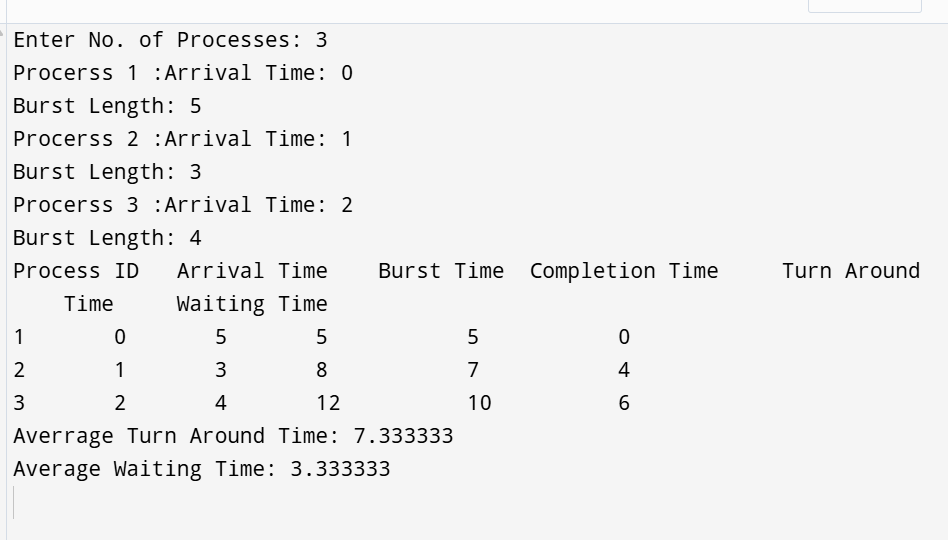 Enter No. of Processes: 3
Procerss 1 :Arrival Time: 0
Burst Length: 5
Procerss 2 :Arrival Time: 1
Burst Length: 3
Procerss 3 :Arrival Time: 2
Burst Length: 4
Process ID   Arrival Time    Burst Time  Completion Time     Turn Around
    Time     Waiting Time
1       0       5       5           5           0
2       1       3       8           7           4
3       2       4       12          10          6
Averrage Turn Around Time: 7.333333
Average Waiting Time: 3.333333